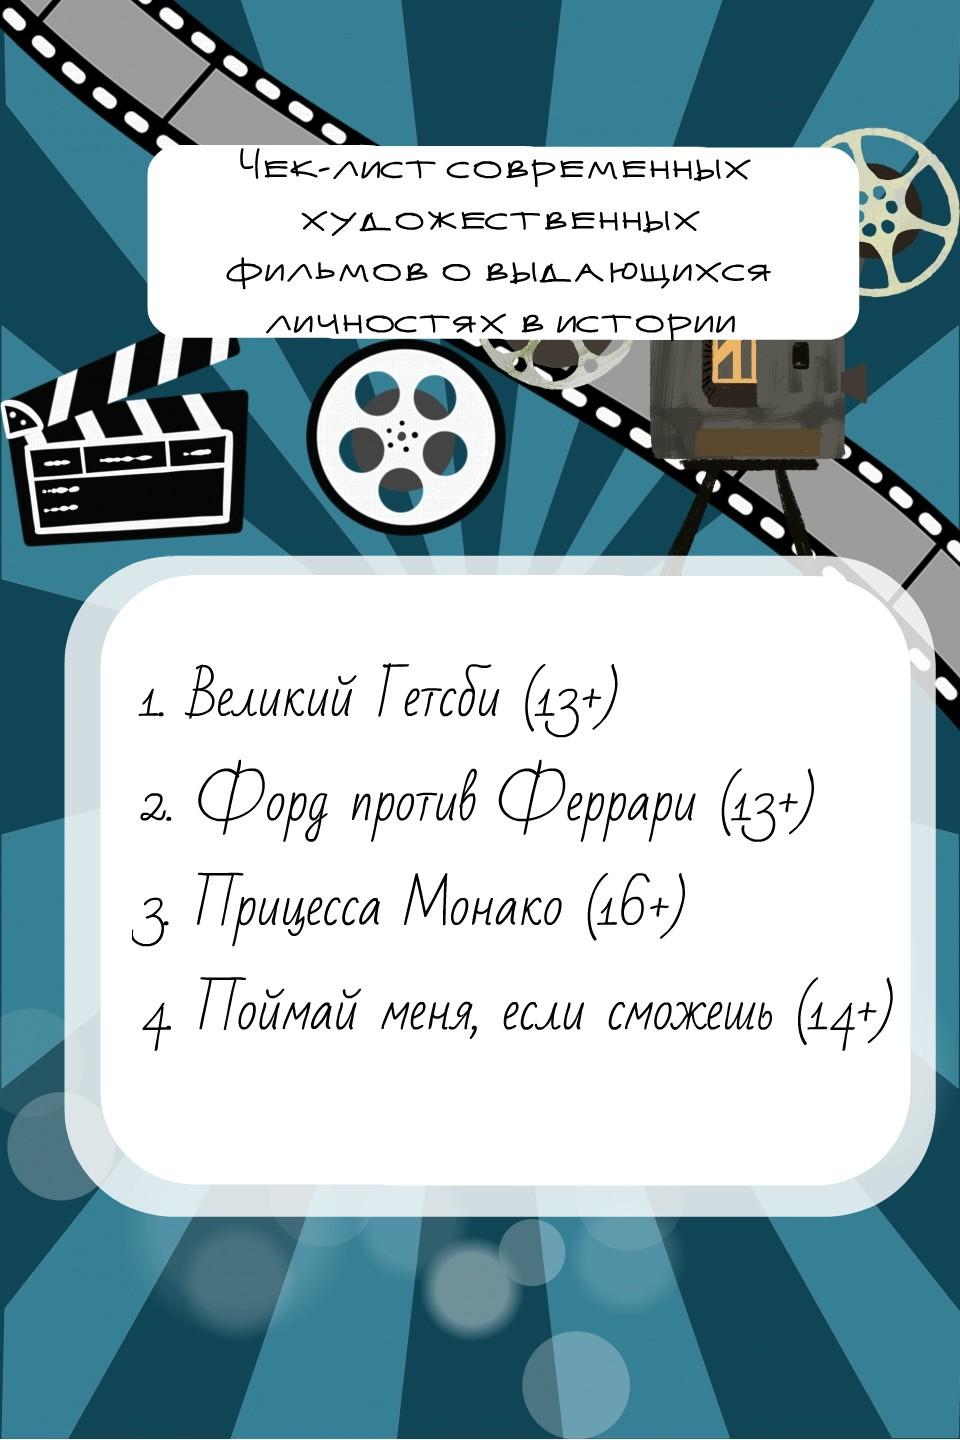 Чек-лист современных
художественных
фильмов о выдающихся
личностях в истории
1. Великий Гетсби (13+)
2. Форд против Феррари (13+)
3. Прицесса Монако (16+)
4. Поймай меня, если сможешь (14+)